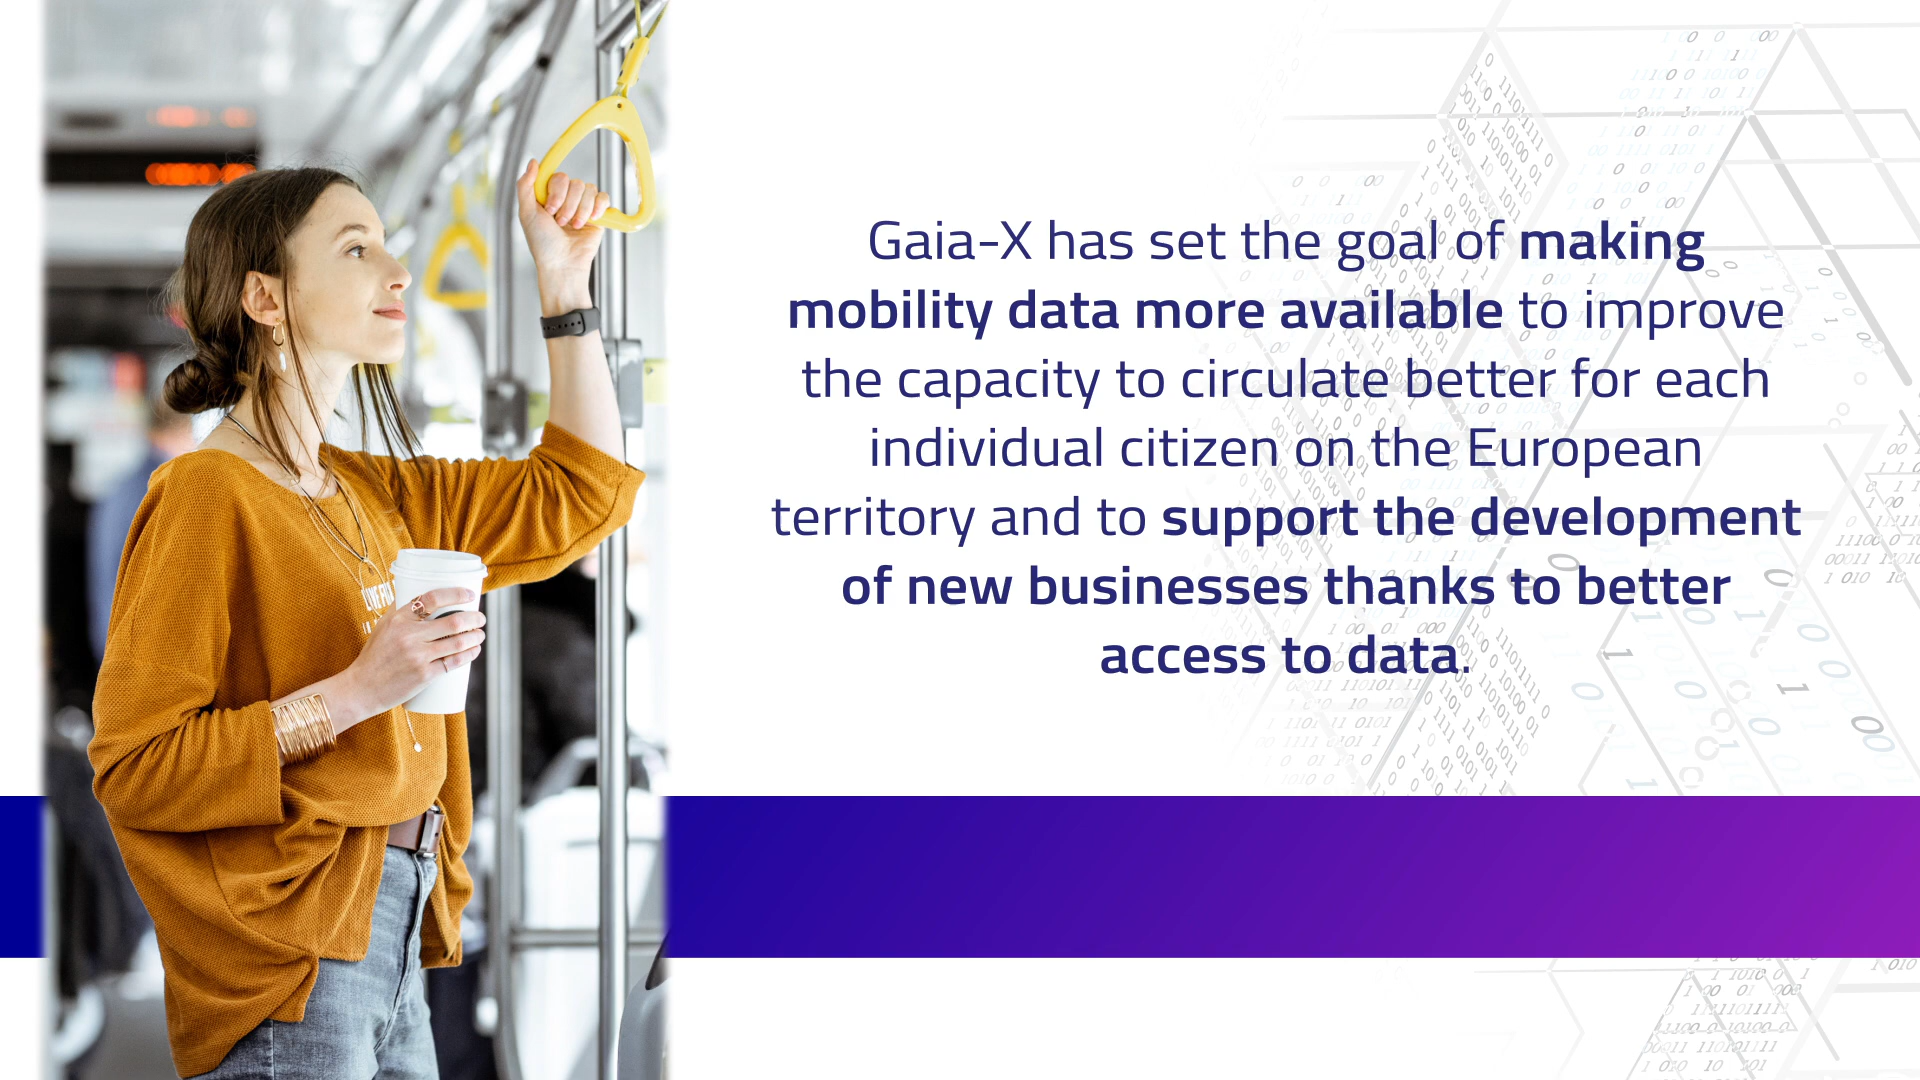 Gaia-X has set the goal of making
mobility data more available to improve
the capacity to circulate better for each
individual citizen on the European
territory and to support the development
of new businesses thanks to better
access to data.